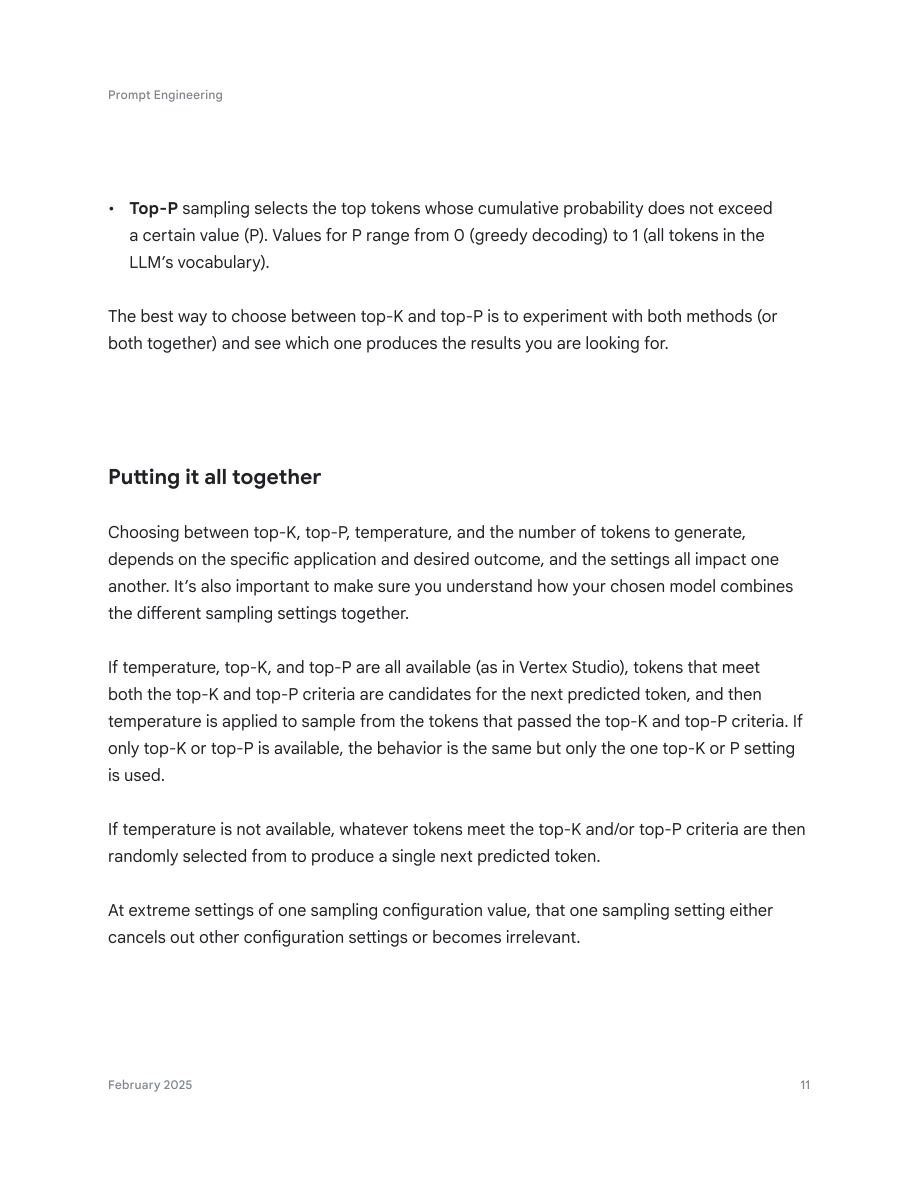 Prompt Engineering
• Top-P sampling selects the top tokens whose cumulative probability does not exceed
a certain value (P). Values for P range from 0 (greedy decoding) to 1 (all tokens in the
LLM’s vocabulary).
The best way to choose between top-K and top-P is to experiment with both methods (or
both together) and see which one produces the results you are looking for.
Putting it all together
Choosing between top-K, top-P, temperature, and the number of tokens to generate,
depends on the specific application and desired outcome, and the settings all impact one
another. It’s also important to make sure you understand how your chosen model combines
the different sampling settings together.
If temperature, top-K, and top-P are all available (as in Vertex Studio), tokens that meet
both the top-K and top-P criteria are candidates for the next predicted token, and then
temperature is applied to sample from the tokens that passed the top-K and top-P criteria. If
only top-K or top-P is available, the behavior is the same but only the one top-K or P setting
is used.
If temperature is not available, whatever tokens meet the top-K and/or top-P criteria are then
randomly selected from to produce a single next predicted token.
At extreme settings of one sampling configuration value, that one sampling setting either
cancels out other configuration settings or becomes irrelevant.
February 2025
11